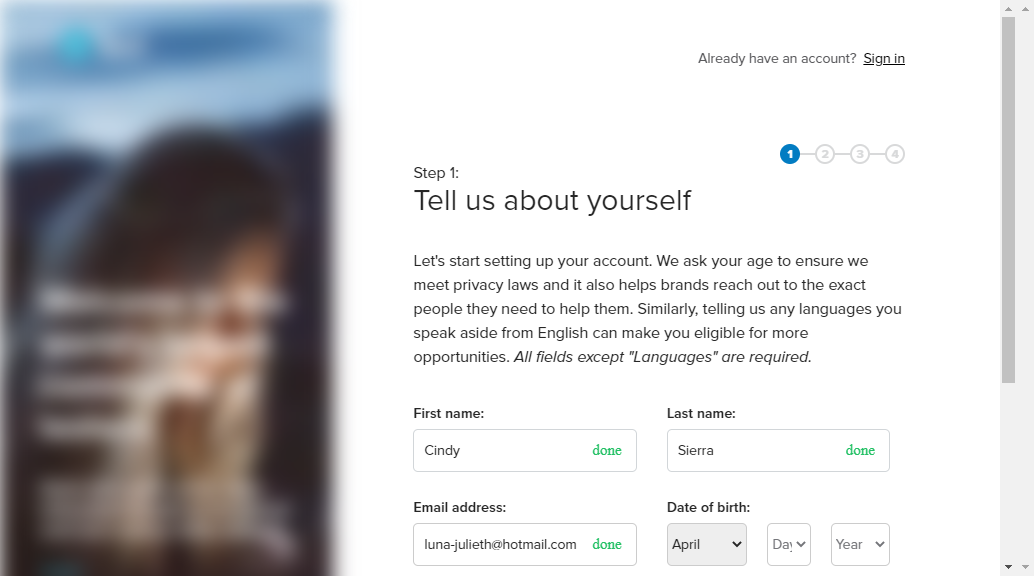 Already have an account? Sign in
1 2 3 4
Step 1:
Tell us about yourself
Let's start setting up your account. We ask your age to ensure we
meet privacy laws and it also helps brands reach out to the exact
people they need to help them. Similarly, telling us any languages you
speak aside from English can make you eligible for more
opportunities. All fields except "Languages" are required.
First name: Last name:
Cindy done Sierra done
Email address: Date of birth:
luna-julieth@hotmail.com done April Day Year